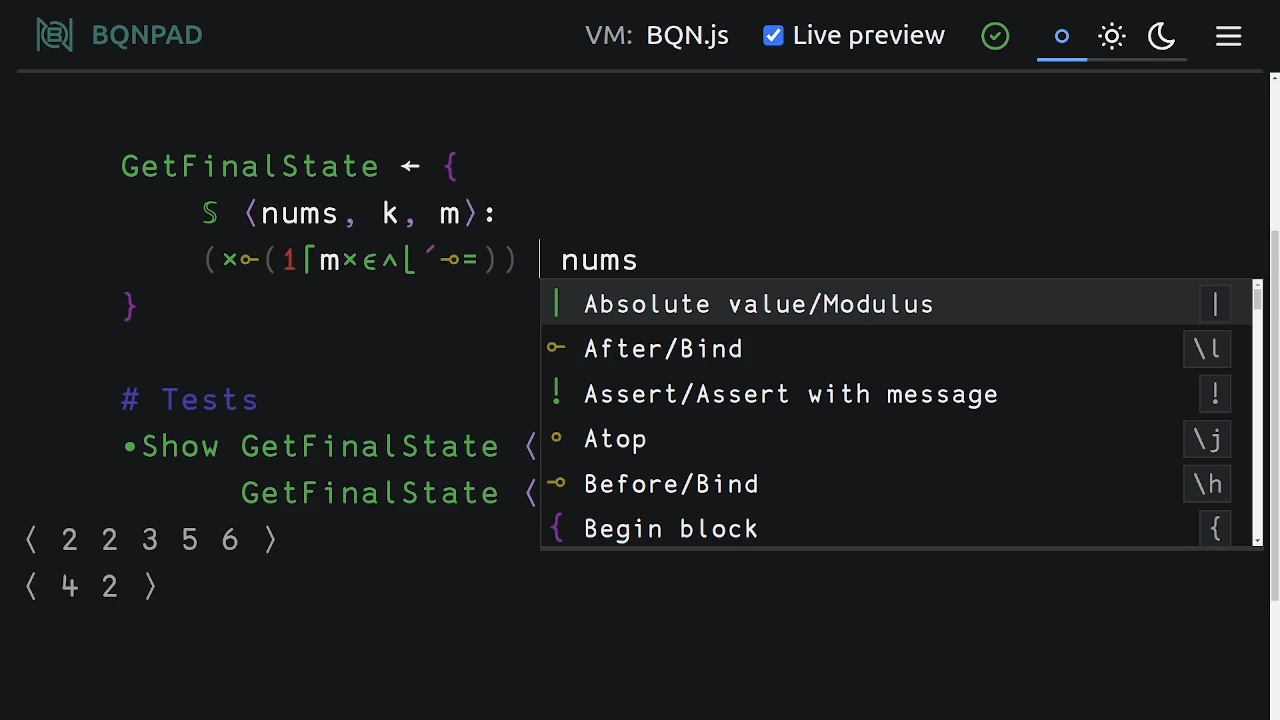 BQNPAD VM: BQN.js Live preview
GetFinalState ← {
𝕊 ⟨nums, k, m⟩:
(×⟜(1⌈m×∊∧⌊´⊸=)) nums
}
| Absolute value/Modulus |
⟜ After/Bind \l
! Assert/Assert with message !
∘ Atop \j
⊸ Before/Bind \h
{ Begin block {
# Tests
•Show GetFinalState ⟨
GetFinalState ⟨
⟨ 2 2 3 5 6 ⟩
⟨ 4 2 ⟩